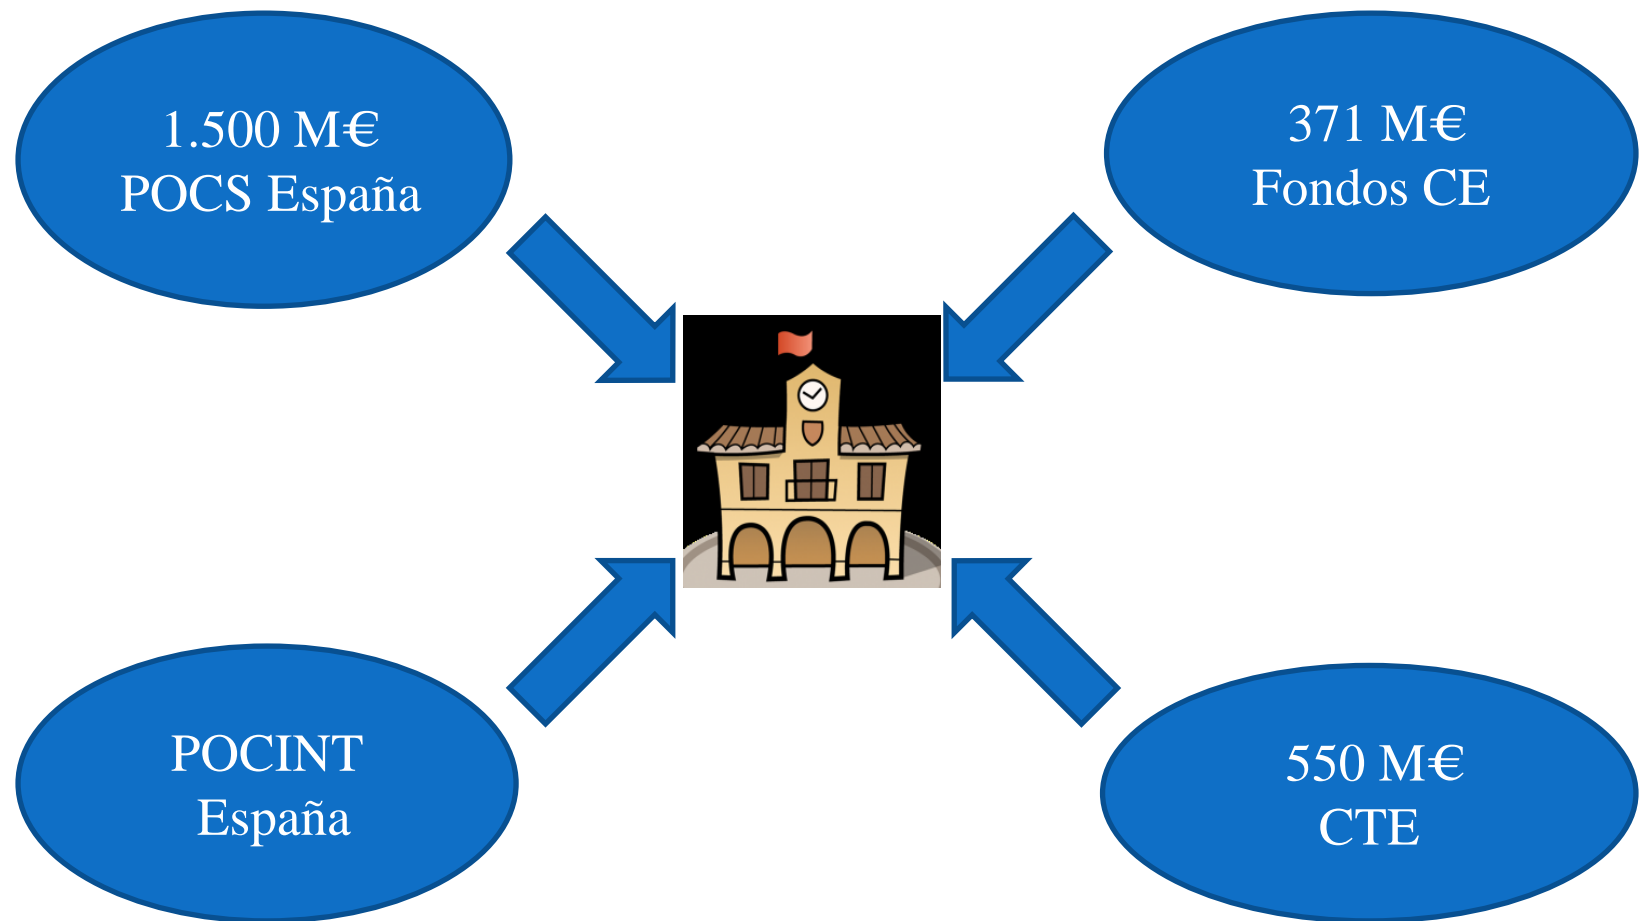 1.500 M€
POCS España
371 M€
Fondos CE
POCINT
España
550 M€
CTE